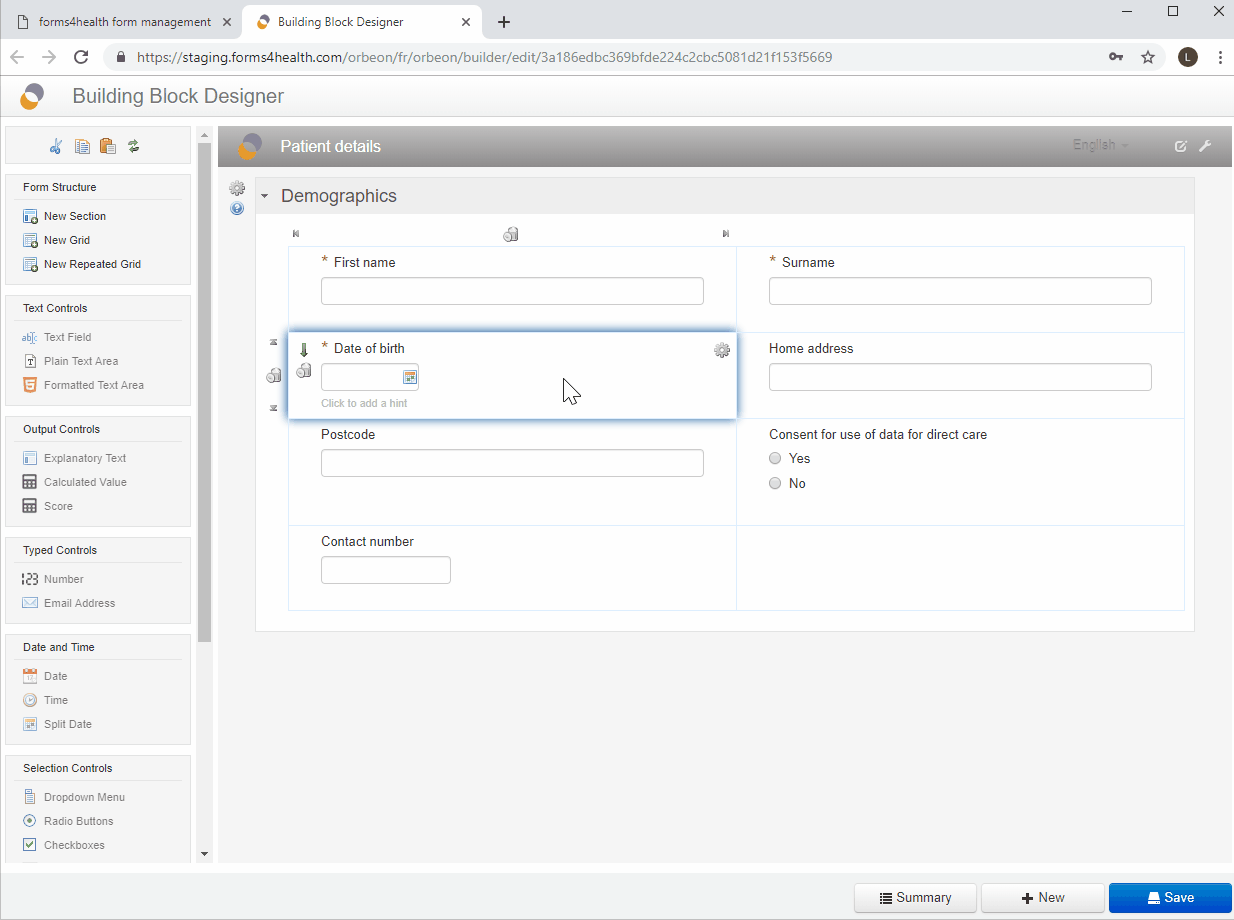 forms4health form management
Building Block Designer
https://staging.forms4health.com/orbeon/fr/orbeon/builder/edit/3a186edbc369bfde224c2cbc5081d21f153f5669
L
Building Block Designer
Patient details
English
Form Structure
New Section
New Grid
New Repeated Grid
Text Controls
Text Field
Plain Text Area
Formatted Text Area
Output Controls
Explanatory Text
Calculated Value
Score
Typed Controls
Number
Email Address
Date and Time
Date
Time
Split Date
Selection Controls
Dropdown Menu
Radio Buttons
Checkboxes
Demographics
* First name
* Surname
* Date of birth
Click to add a hint
Home address
Postcode
Consent for use of data for direct care
Yes
No
Contact number
Summary
New
Save